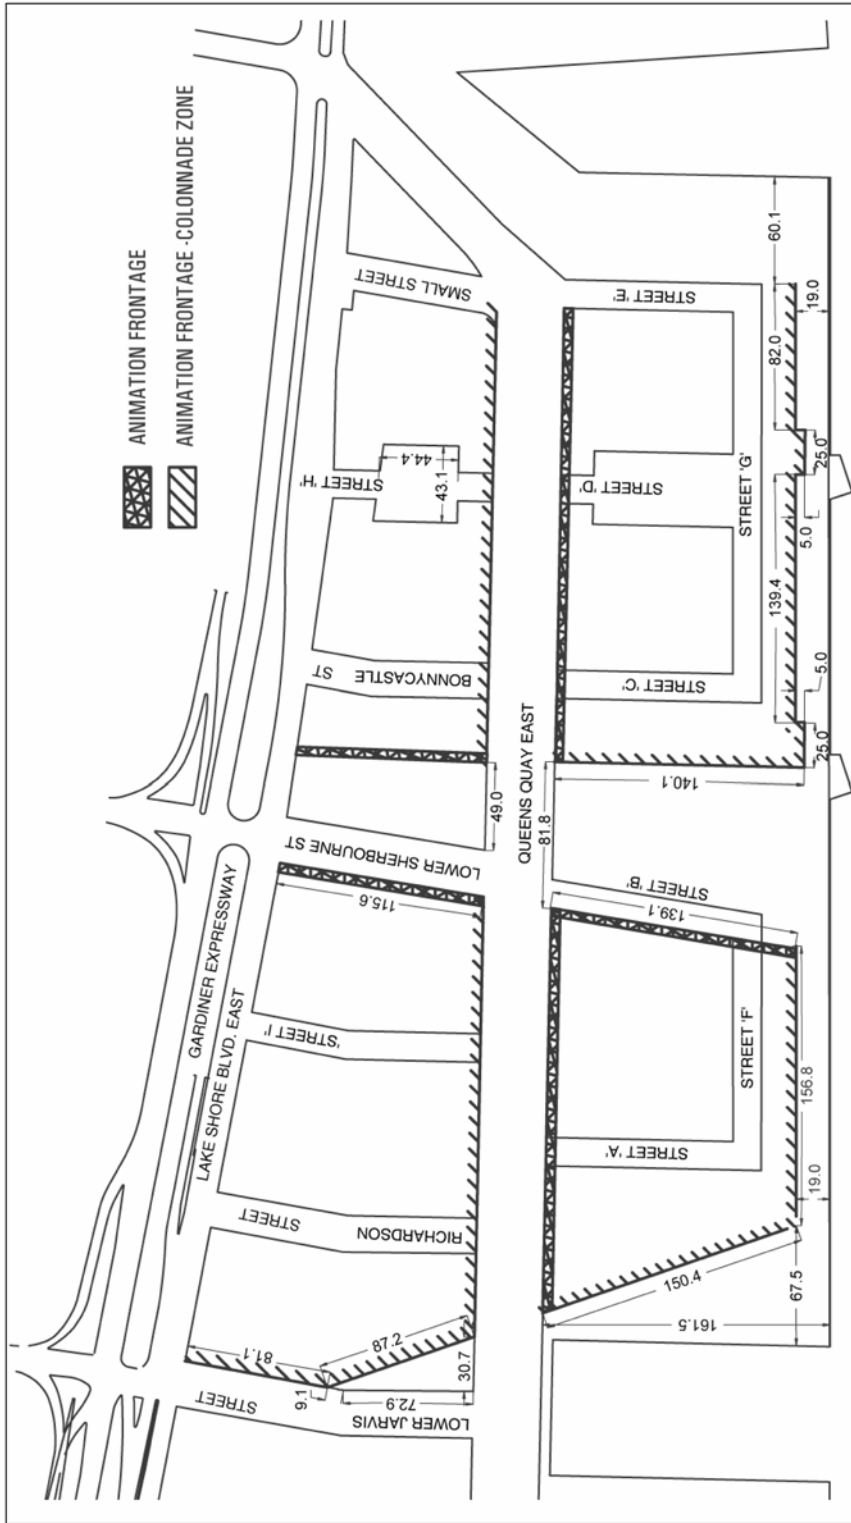 ANIMATION FRONTAGE
ANIMATION FRONTAGE - COLONNADE ZONE
GARDINER EXPRESSWAY
LAKE SHORE BLVD. EAST
LOWER JARVIS
STREET
RICHARDSON
STREET
STREET 'I'
LOWER SHERBOURNE ST
BONNYCASTLE
ST
STREET 'H'
SMALL STREET
QUEENS QUAY EAST
STREET 'A'
STREET 'B'
STREET 'C'
STREET 'D'
STREET 'E'
STREET 'F'
STREET 'G'
81.1
9.1
87.2
72.9
30.7
115.6
49.0
44.4
43.1
81.8
161.5
150.4
67.5
139.1
156.8
19.0
140.1
25.0
5.0
139.4
5.0
25.0
82.0
60.1
19.0